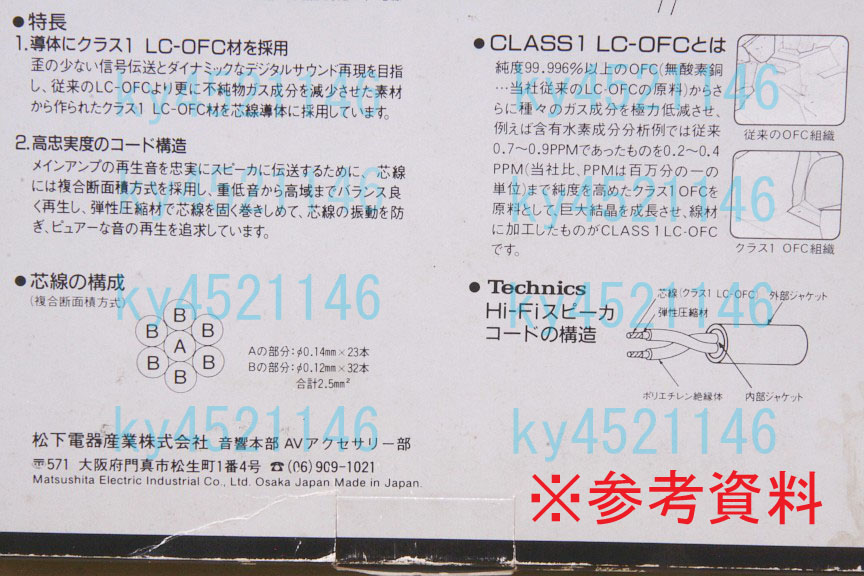 ●特長
1.導体にクラス1 LC-OFC材を採用
歪の少ない信号伝送とダイナミックなデジタルサウンド再現を目指
し、従来のLC-OFCより更に不純物ガス成分を減少させた素材
から作られたクラス1 LC-OFC材を芯線導体に採用しています。
2.高忠実度のコード構造
メインアンプの再生音を忠実にスピーカに伝送するために、芯線
には複合断面積方式を採用し、重低音から高域までバランス良
く再生し、弾性圧縮材で芯線を固く巻きしめて、芯線の振動を防
ぎ、ピュアーな音の再生を追求しています。
●芯線の構成
(複合断面積方式)
B
B B
A
B B
B
Aの部分:φ0.14mm×23本
Bの部分:φ0.12mm×32本
合計2.5mm²
松下電器産業株式会社 音響本部 AVアクセサリー部
〒571 大阪府門真市松生町1番4号 ☎(06)909-1021
Matsushita Electric Industrial Co., Ltd. Osaka Japan Made in Japan.
●CLASS1 LC-OFCとは
純度99.996%以上のOFC(無酸素銅
…当社従来のLC-OFCの原料)からさ
らに種々のガス成分を極力低減させ、
例えば含有水素成分分析例では従来
0.7〜0.9PPMであったものを0.2〜0.4
PPM(当社比、PPMは百万分の一の
単位)まで純度を高めたクラス1OFCを
原料として、巨大結晶を成長させ、線材
に加工したものがCLASS1LC-OFC
です。
従来のOFC組織
クラス1 OFC組織
●Technics
Hi-Fiスピーカ
コードの構造
芯線(クラス1 LC-OFC)
弾性圧縮材
外部ジャケット
ポリエチレン絶縁体
内部ジャケット
ky4521146
ky4521146
ky4521146
ky4521146
ky4521146
ky4521146
ky4521146
ky4521146
※参考資料